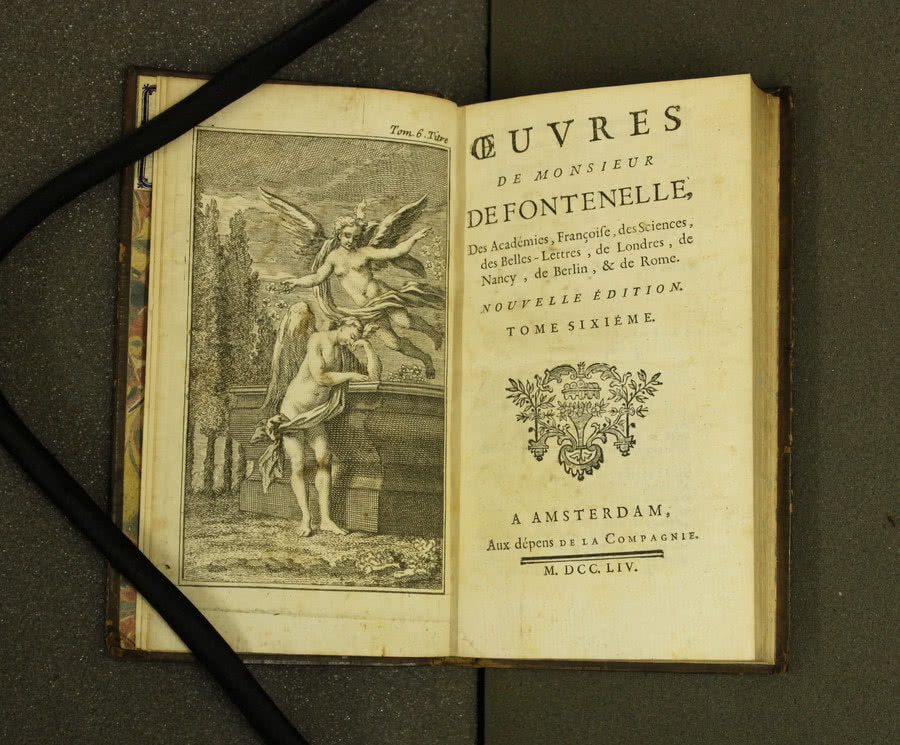 Tom. 6. Titre
ŒUVRES
DE MONSIEUR
DE FONTENELLE,
Des Académies, Françoiſe, des Sciences,
des Belles-Lettres, de Londres, de
Nancy, de Berlin, & de Rome.
NOUVELLE ÉDITION.
TOME SIXIÉME.
A AMSTERDAM,
Aux dépens DE LA COMPAGNIE.
M. DCC. LIV.